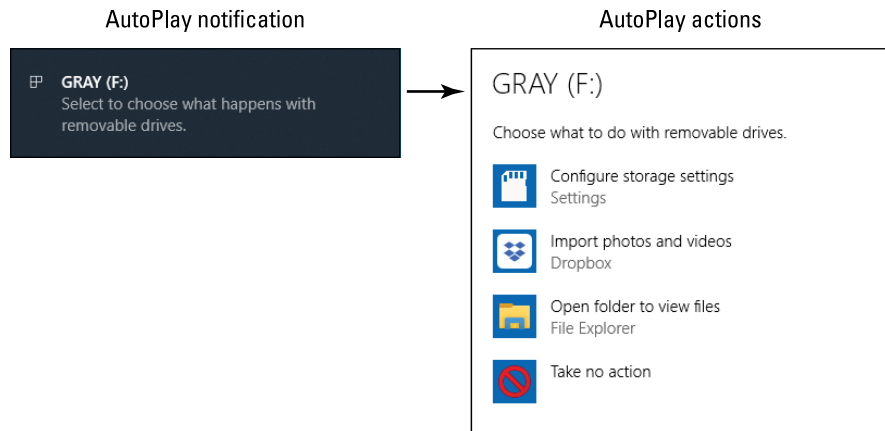 AutoPlay notification
AutoPlay actions
GRAY (F:)
Select to choose what happens with
removable drives.
GRAY (F:)
Choose what to do with removable drives.
Configure storage settings
Settings
Import photos and videos
Dropbox
Open folder to view files
File Explorer
Take no action